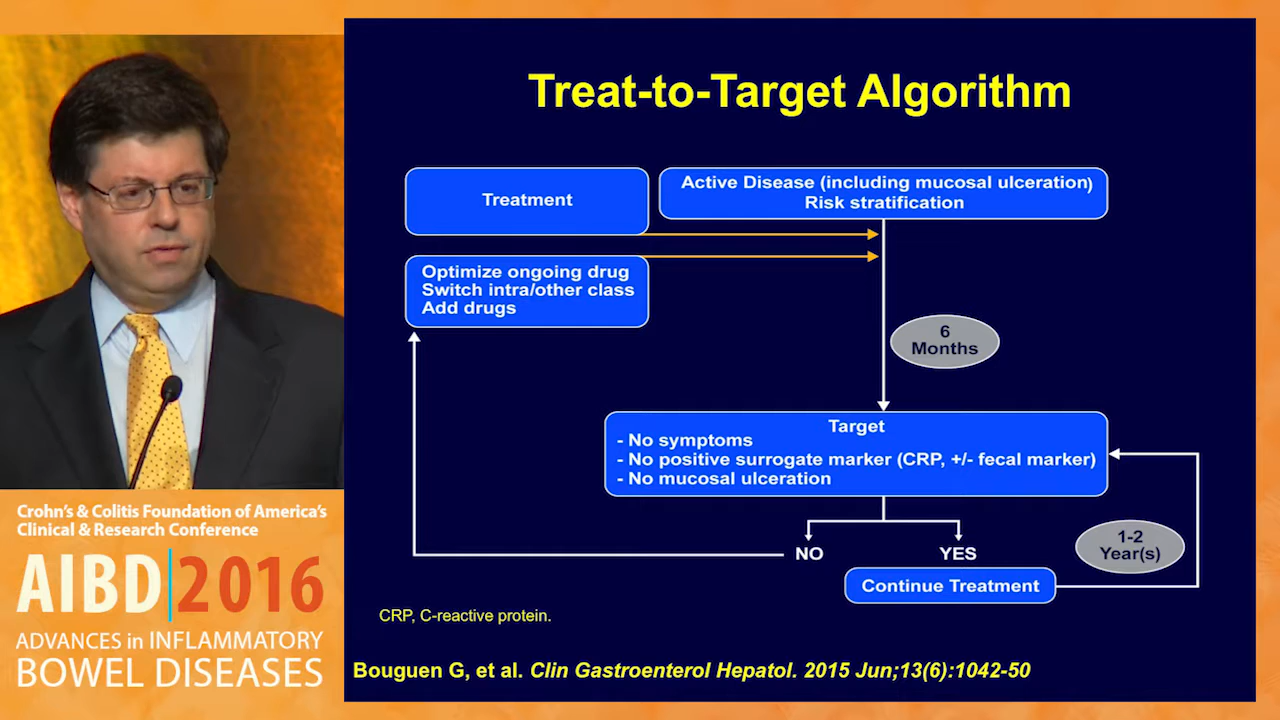 Treat-to-Target Algorithm
Treatment
Active Disease (including mucosal ulceration)
Risk stratification
Optimize ongoing drug
Switch intra/other class
Add drugs
6
Months
Target
- No symptoms
- No positive surrogate marker (CRP, +/- fecal marker)
- No mucosal ulceration
NO
YES
1-2
Year(s)
Continue Treatment
CRP, C-reactive protein.
Bouguen G, et al. Clin Gastroenterol Hepatol. 2015 Jun;13(6):1042-50
Crohn's & Colitis Foundation of America's
Clinical & Research Conference
AIBD|2016
ADVANCES in INFLAMMATORY
BOWEL DISEASES